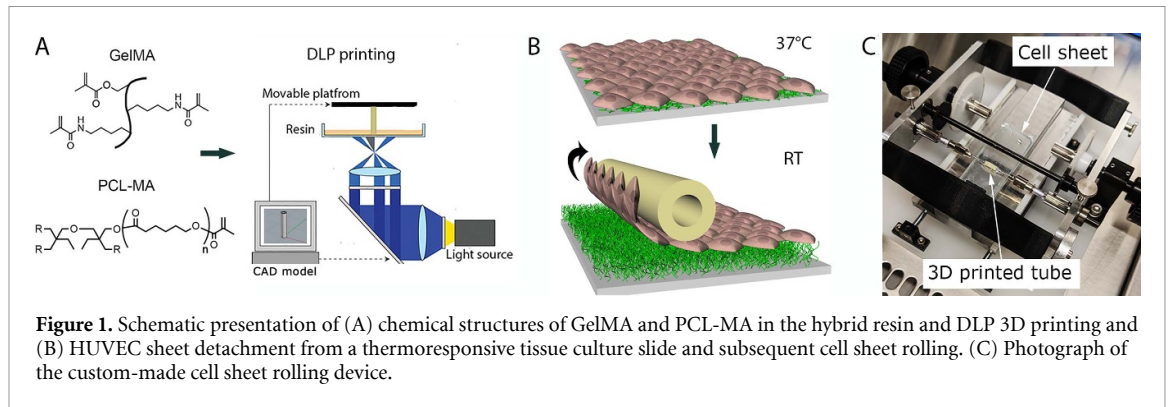 A
GelMA
O
O
NH
NH
O
O
PCL-MA
R
R
O
R
O
O
O
n
O
DLP printing
Movable platfrom
Resin
CAD model
Light source
B
37°C
RT
C
Cell sheet
3D printed tube
Figure 1. Schematic presentation of (A) chemical structures of GelMA and PCL-MA in the hybrid resin and DLP 3D printing and
(B) HUVEC sheet detachment from a thermoresponsive tissue culture slide and subsequent cell sheet rolling. (C) Photograph of
the custom-made cell sheet rolling device.